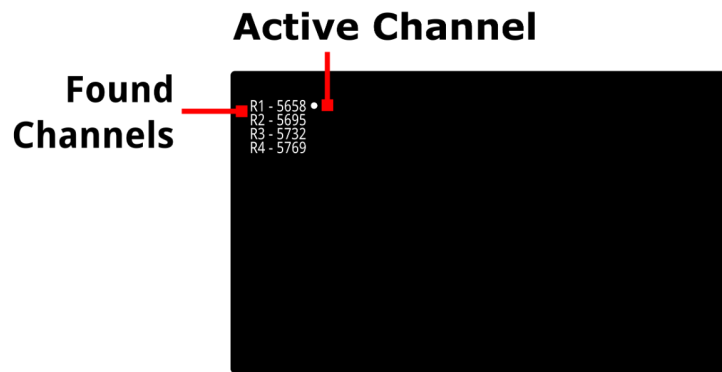 Active Channel
Found
Channels
R1 - 5658
R2 - 5695
R3 - 5732
R4 - 5769